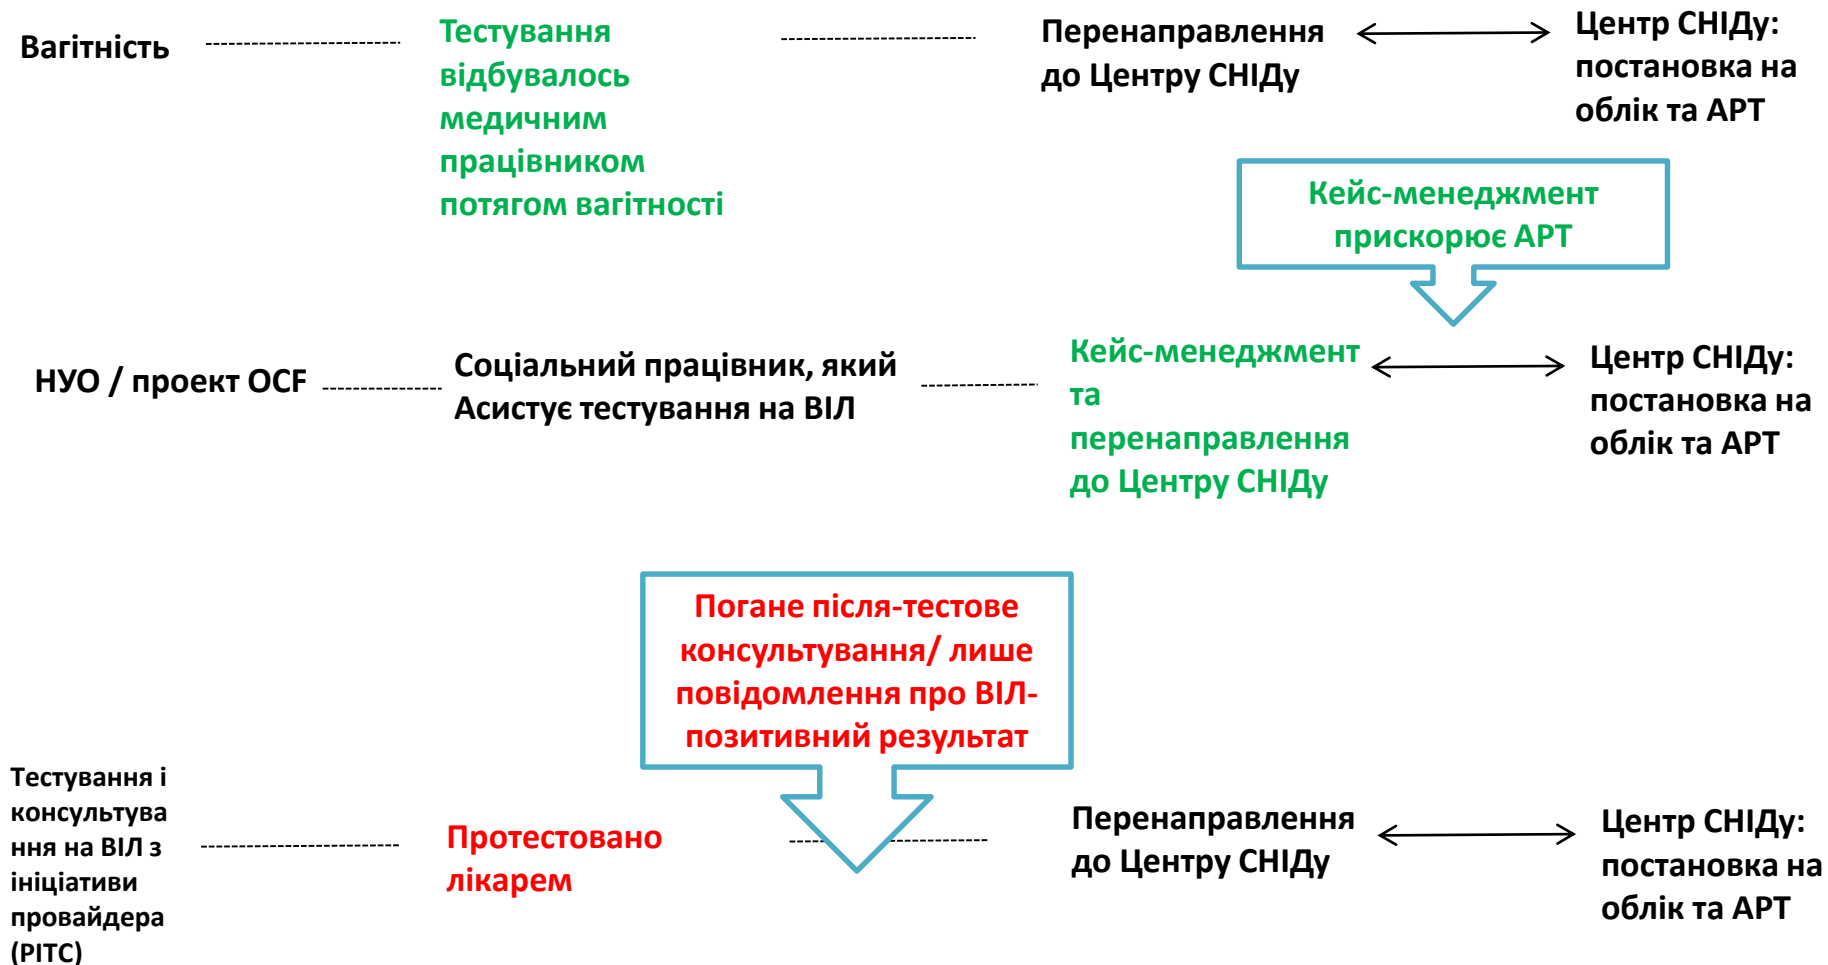 Вагітність
Тестування
відбувалось
медичним
працівником
потягом вагітності
Перенаправлення
до Центру СНІДу
Центр СНІДу:
постановка на
облік та АРТ
Кейс-менеджмент
прискорює АРТ
НУО / проект OCF
Соціальний працівник, який
Асистує тестування на ВІЛ
Кейс-менеджмент
та
перенаправлення
до Центру СНІДу
Центр СНІДу:
постановка на
облік та АРТ
Погане після-тестове
консультування/ лише
повідомлення про ВІЛ-
позитивний результат
Тестування і
консультува
ння на ВІЛ з
ініціативи
провайдера
(PITC)
Протестовано
лікарем
Перенаправлення
до Центру СНІДу
Центр СНІДу:
постановка на
облік та АРТ